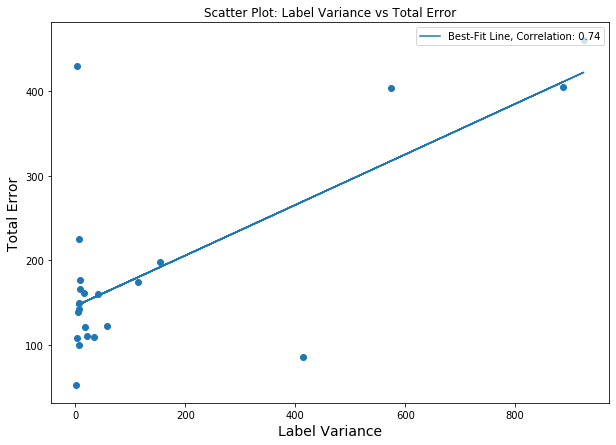 Scatter Plot: Label Variance vs Total Error
Best-Fit Line, Correlation: 0.74
Total Error
400
300
200
100
0
200
400
600
800
Label Variance